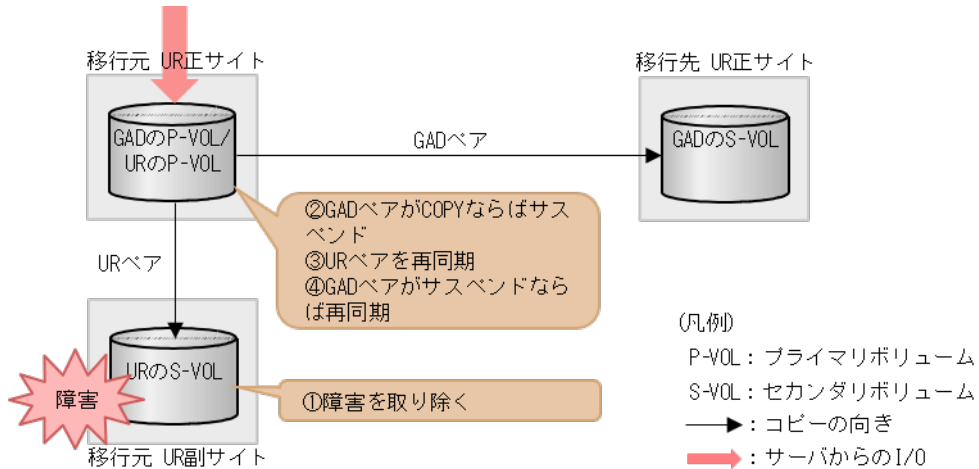 移行元 UR正サイト
移行先 UR正サイト
GADのP-VOL/
URのP-VOL
GADペア
GADのS-VOL
②GADペアがCOPYならばサス
ペンド
③URペアを再同期
④GADペアがサスペンドなら
ば再同期
URペア
URのS-VOL
障害
①障害を取り除く
移行元 UR副サイト
(凡例)
P-VOL：プライマリボリューム
S-VOL：セカンダリボリューム
：コピーの向き
：サーバからのI/O